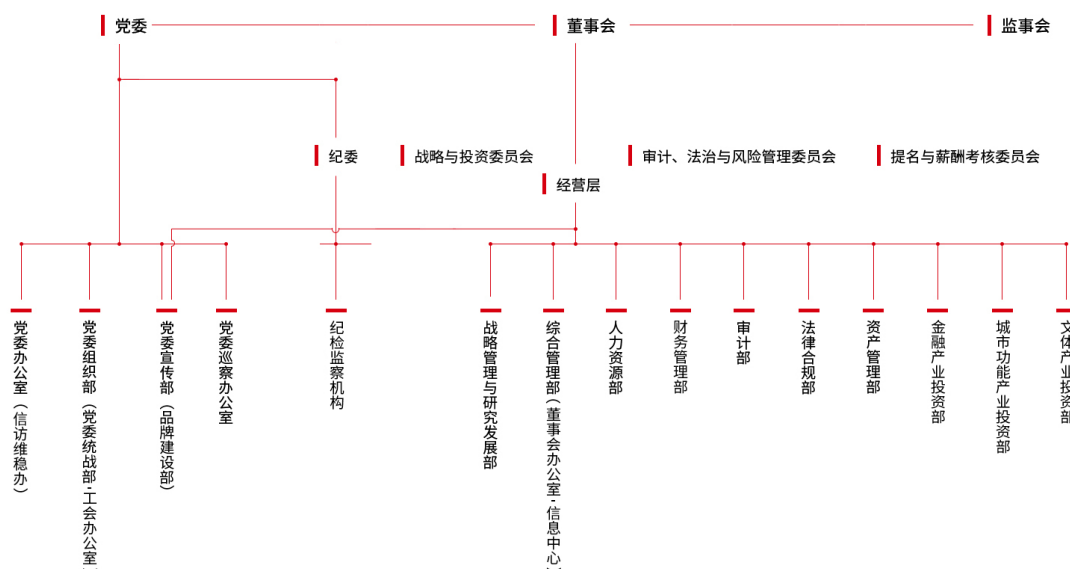 党委
董事会
监事会
纪委
战略与投资委员会
审计、法治与风险管理委员会
提名与薪酬考核委员会
经营层
党委办公室（信访维稳办）
党委组织部（党委统战部-工会办公室）
党委宣传部（品牌建设部）
党委巡察办公室
纪检监察机构
战略管理与研究发展部
综合管理部（董事会办公室-信息中心）
人力资源部
财务管理部
审计部
法律合规部
资产管理部
金融产业投资部
城市功能产业投资部
文体产业投资部